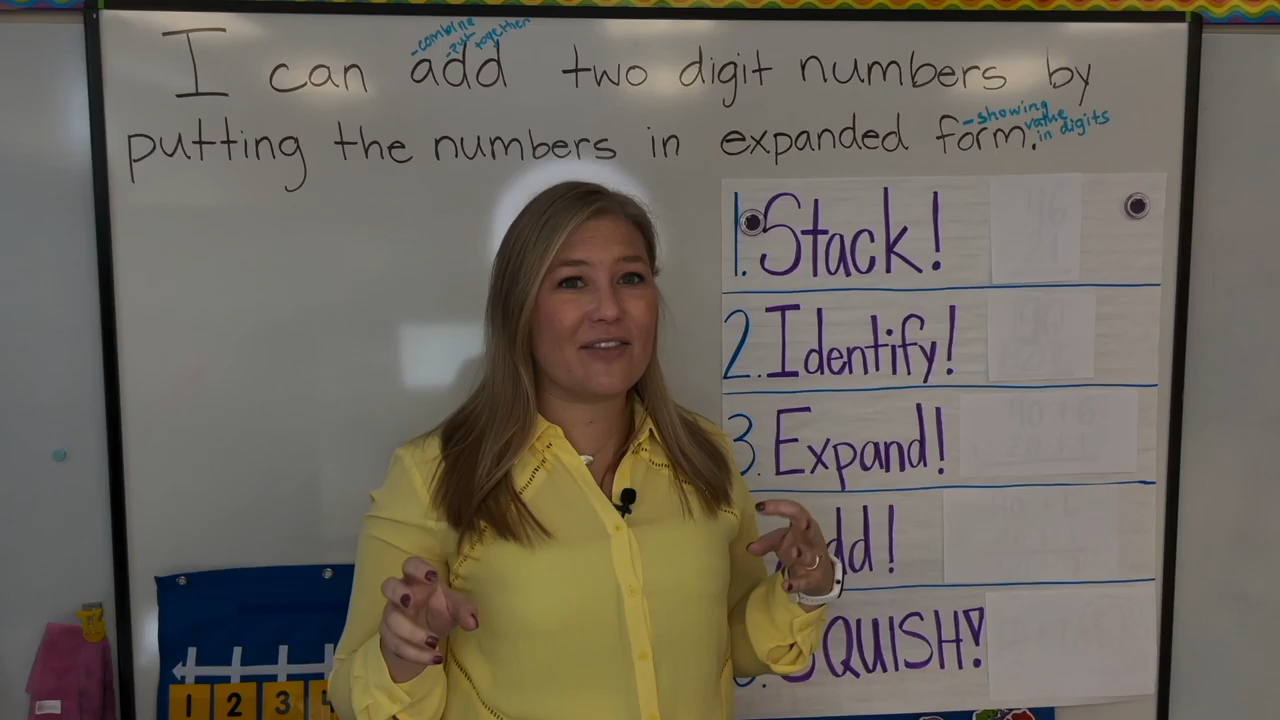 -combine
-put together
I can add two digit numbers by
-showing
value
in digits
putting the numbers in expanded form.
1. Stack!
2. Identify!
3. Expand!
dd!
QUISH!
1 2 3